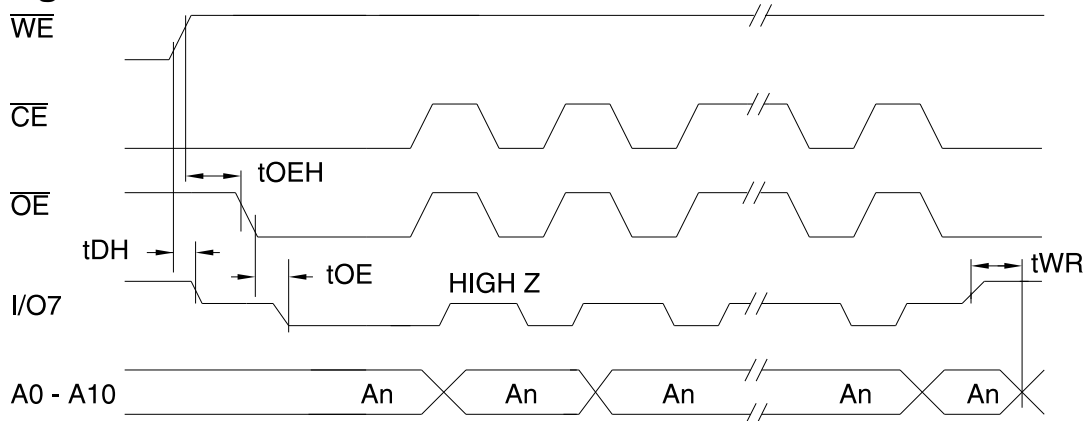 WE
CE
tOEH
OE
tDH
tOE
HIGH Z
tWR
I/O7
A0 - A10
An
An
An
An
An